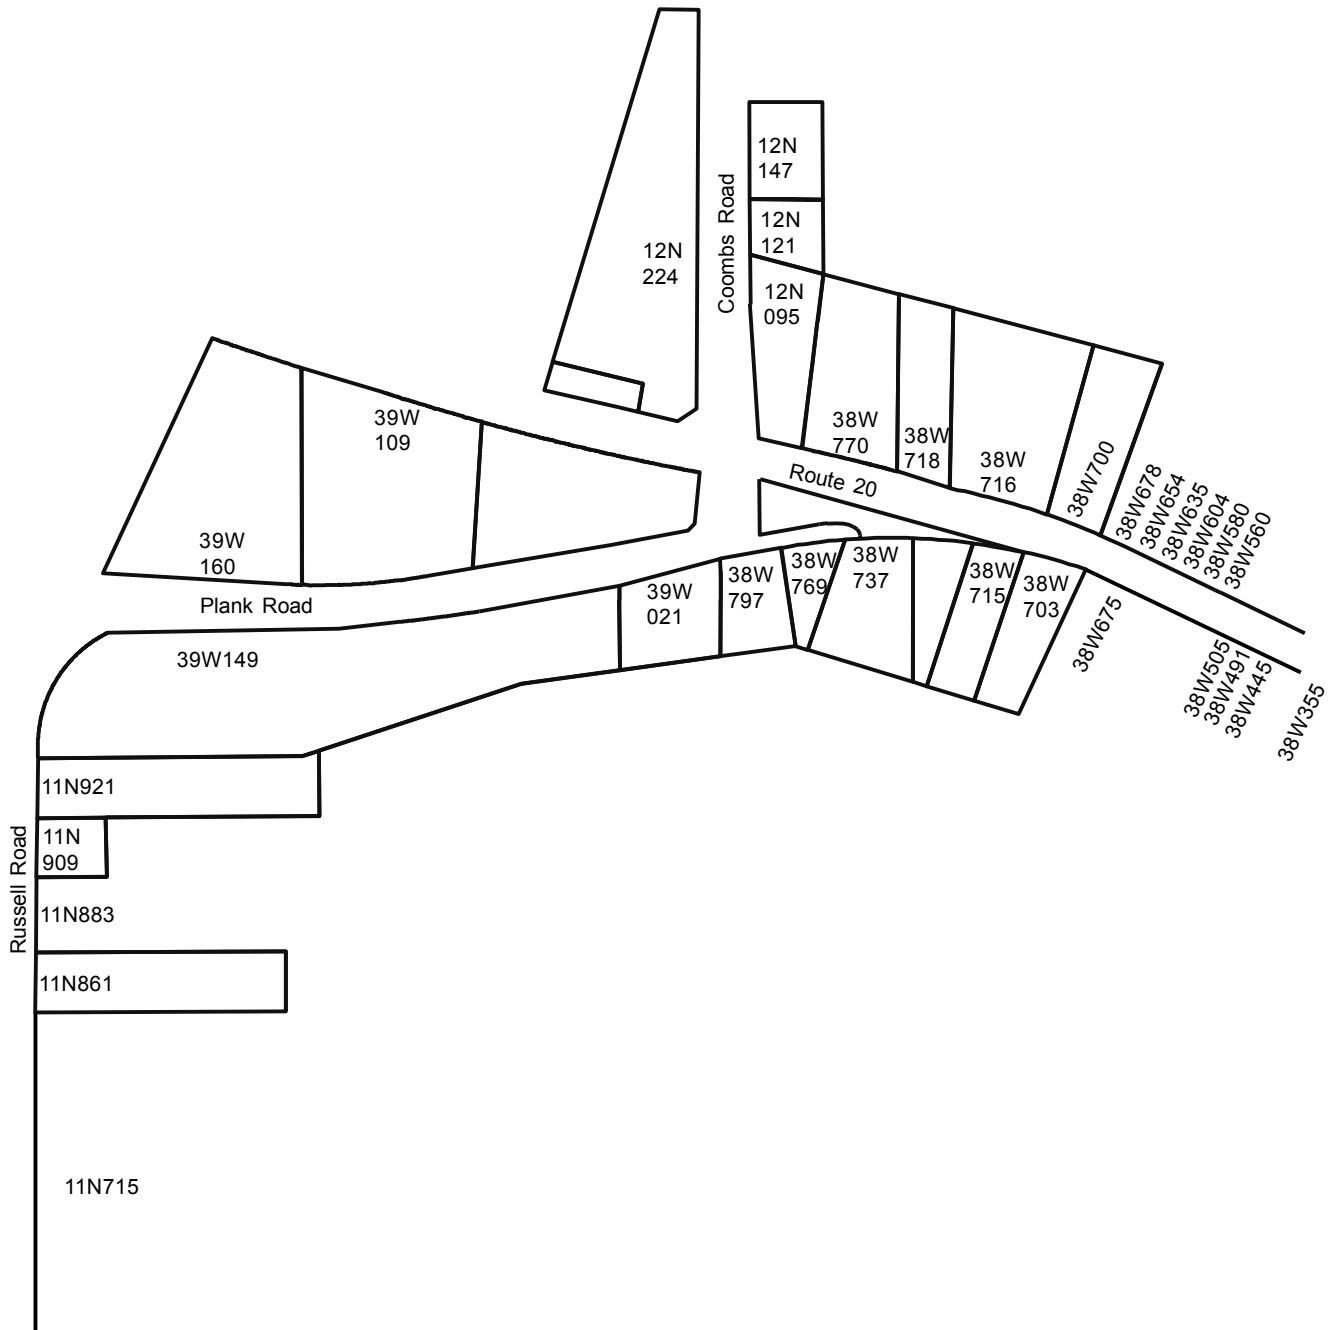 12N
147
Coombs Road
12N
121
12N
224
12N
095
39W
109
38W
770
38W
718
38W
716
38W700
Route 20
38W678
38W654
38W635
38W604
38W580
38W560
39W
160
Plank Road
39W
021
38W
797
38W
769
38W
737
38W
715
38W
703
38W675
38W505
38W491
38W445
38W355
39W149
11N921
Russell Road
11N
909
11N883
11N861
11N715